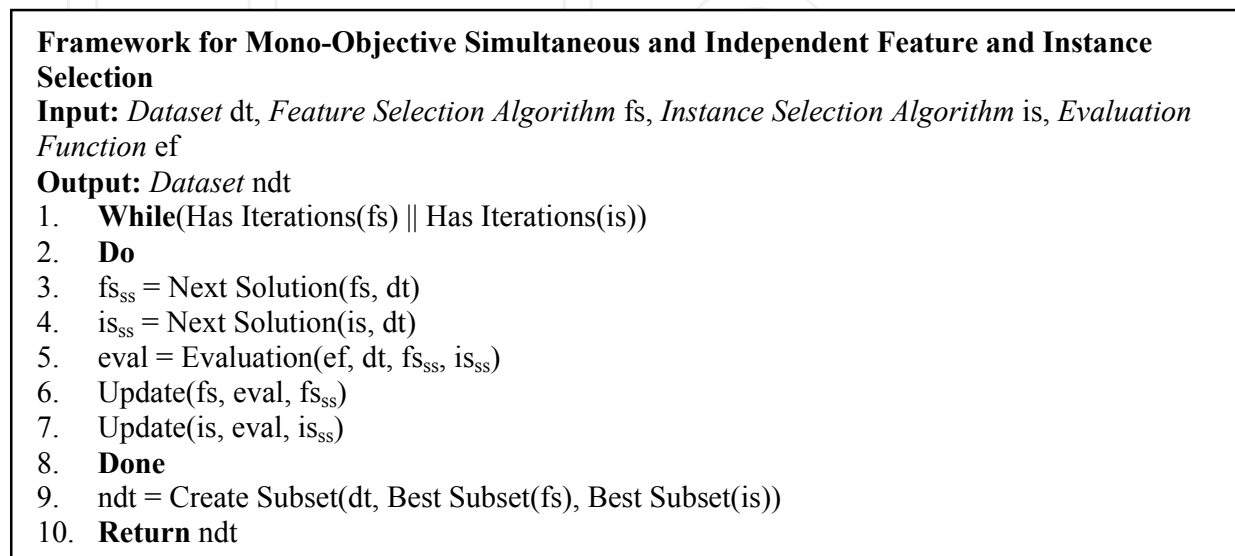 Framework for Mono-Objective Simultaneous and Independent Feature and Instance
Selection
Input: Dataset dt, Feature Selection Algorithm fs, Instance Selection Algorithm is, Evaluation
Function ef
Output: Dataset ndt
1. While(Has Iterations(fs) || Has Iterations(is))
2. Do
3. fsss = Next Solution(fs, dt)
4. isss = Next Solution(is, dt)
5. eval = Evaluation(ef, dt, fsss, isss)
6. Update(fs, eval, fsss)
7. Update(is, eval, isss)
8. Done
9. ndt = Create Subset(dt, Best Subset(fs), Best Subset(is))
10. Return ndt